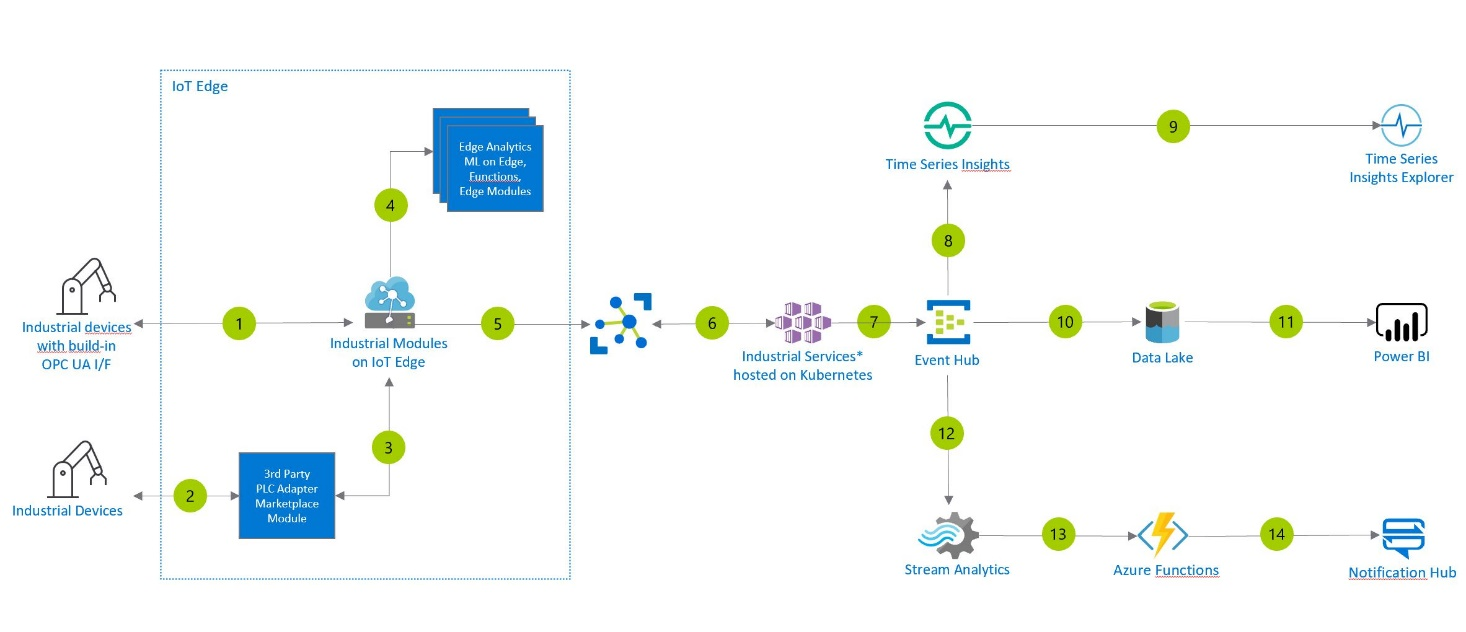 IoT Edge
Edge Analytics
ML on Edge,
Functions,
Edge Modules
4
Industrial devices
with build-in
OPC UA I/F
1
Industrial Modules
on IoT Edge
5
3
Industrial Devices
2
3rd Party
PLC Adapter
Marketplace
Module
6
Industrial Services*
hosted on Kubernetes
7
Event Hub
8
Time Series Insights
9
Time Series
Insights Explorer
10
Data Lake
11
Power BI
12
Stream Analytics
13
Azure Functions
14
Notification Hub